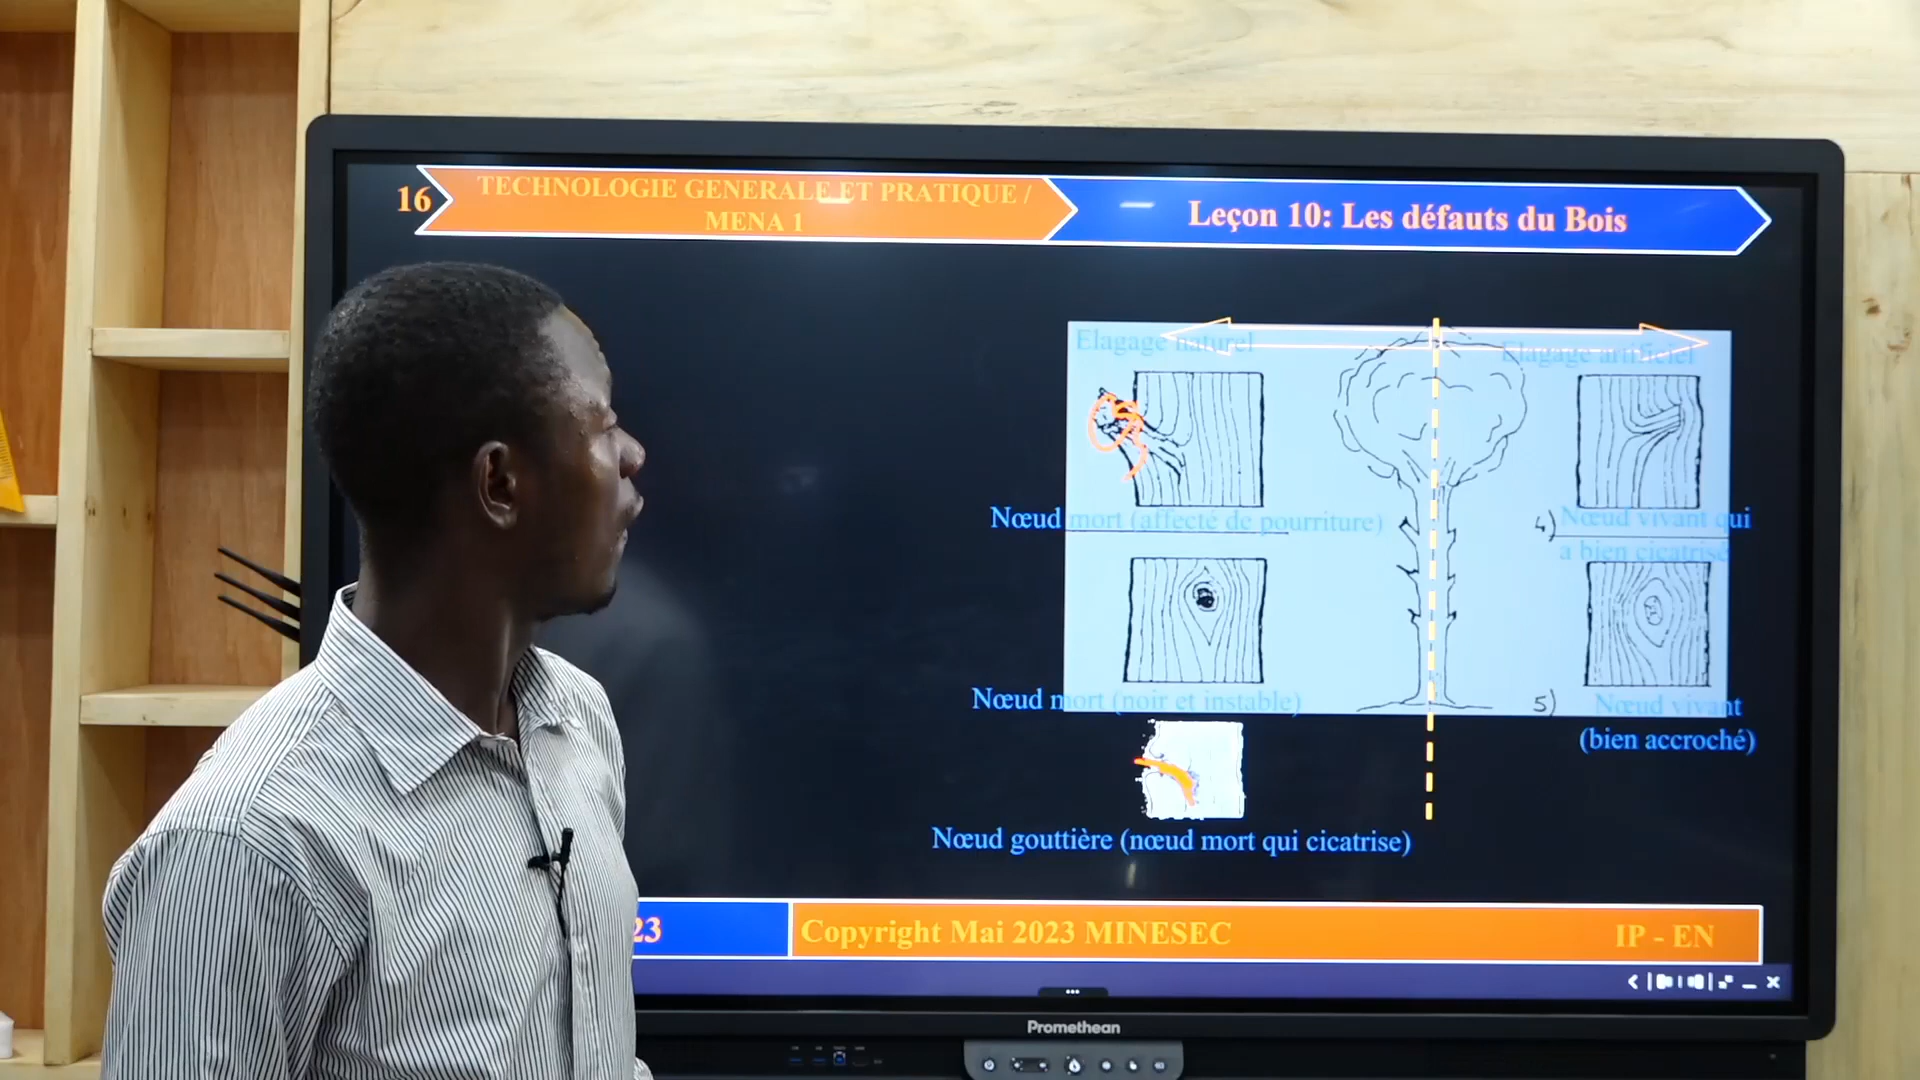 16
TECHNOLOGIE GENERALE ET PRATIQUE /
MENA 1
Leçon 10: Les défauts du Bois
Elagage naturel
Elagage artificiel
Nœud mort (affecté de pourriture)
4) Nœud vivant qui
a bien cicatrisé
Nœud mort (noir et instable)
5) Nœud vivant
(bien accroché)
Nœud gouttière (nœud mort qui cicatrise)
23
Copyright Mai 2023 MINESEC
IP - EN
Promethean